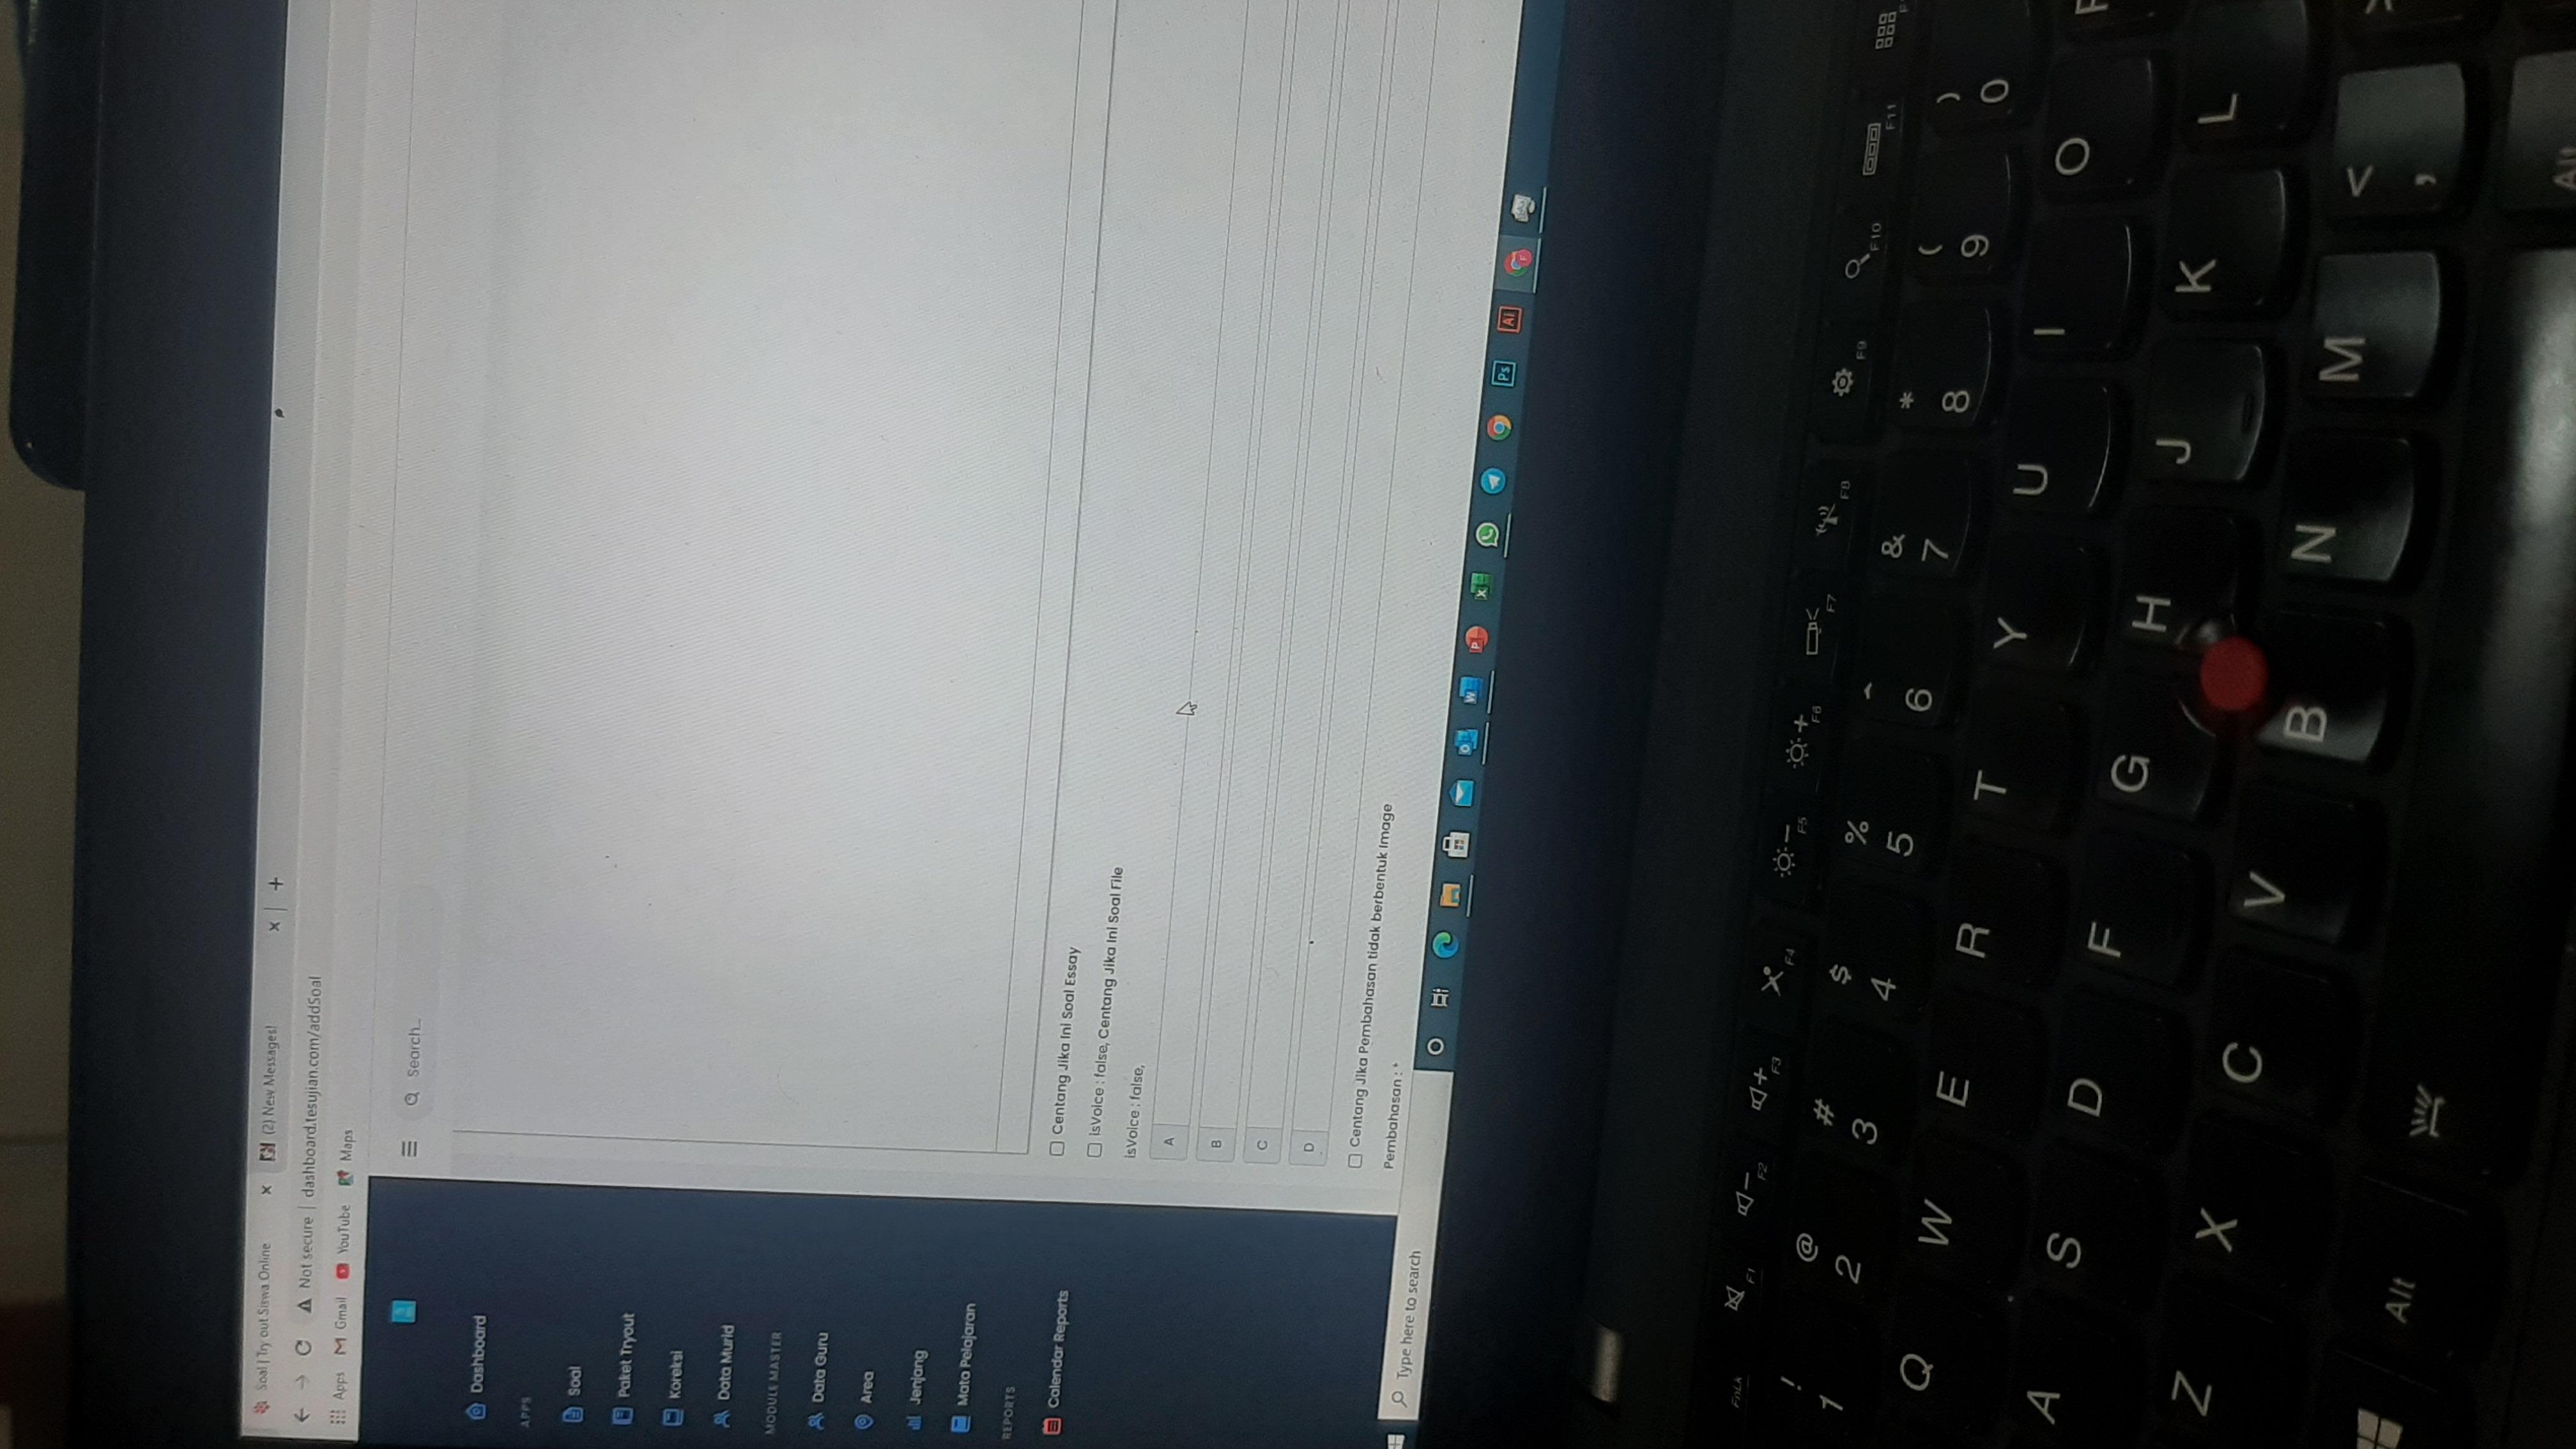 Soal | Try out Siswa Online
(2) New Messages!
Not secure | dashboard.tesujian.com/addSoal
Apps Gmail YouTube Maps
Search...
Dashboard
APPS
Soal
Paket Tryout
Koreksi
Data Murid
MODULE MASTER
Data Guru
Area
Jenjang
Mata Pelajaran
REPORTS
Calendar Reports
Centang Jika Ini Soal Essay
isVoice : false, Centang Jika Ini Soal File
isVoice : false,
A
B
C
D
Centang Jika Pembahasan tidak berbentuk Image
Pembahasan : *
Type here to search
FnLk F1 F2 F3 F4 F5 F6 F7 F8 F9 F10 F11
! @ # $ % ^ & * ( )
1 2 3 4 5 6 7 8 9 0
Q W E R T Y U I O
A S D F G H J K L
Z X C V B N M < ,
Alt